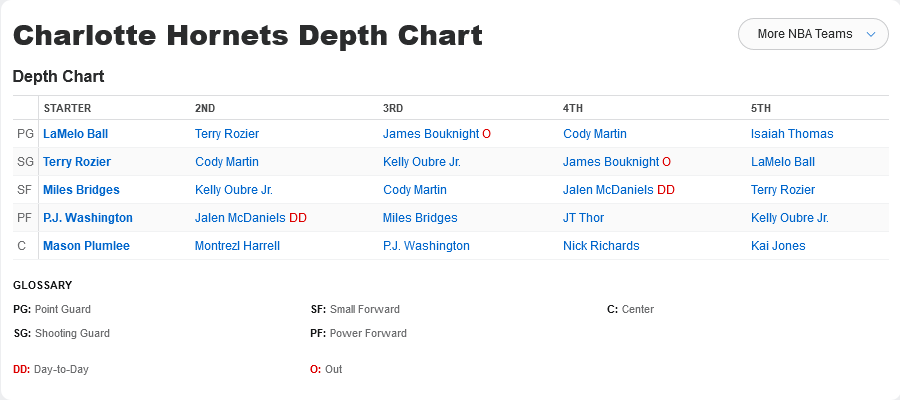 Charlotte Hornets Depth Chart
More NBA Teams
Depth Chart
STARTER 2ND 3RD 4TH 5TH
PG LaMelo Ball Terry Rozier James Bouknight O Cody Martin Isaiah Thomas
SG Terry Rozier Cody Martin Kelly Oubre Jr. James Bouknight O LaMelo Ball
SF Miles Bridges Kelly Oubre Jr. Cody Martin Jalen McDaniels DD Terry Rozier
PF P.J. Washington Jalen McDaniels DD Miles Bridges JT Thor Kelly Oubre Jr.
C Mason Plumlee Montrezl Harrell P.J. Washington Nick Richards Kai Jones
GLOSSARY
PG: Point Guard SF: Small Forward C: Center
SG: Shooting Guard PF: Power Forward
DD: Day-to-Day O: Out